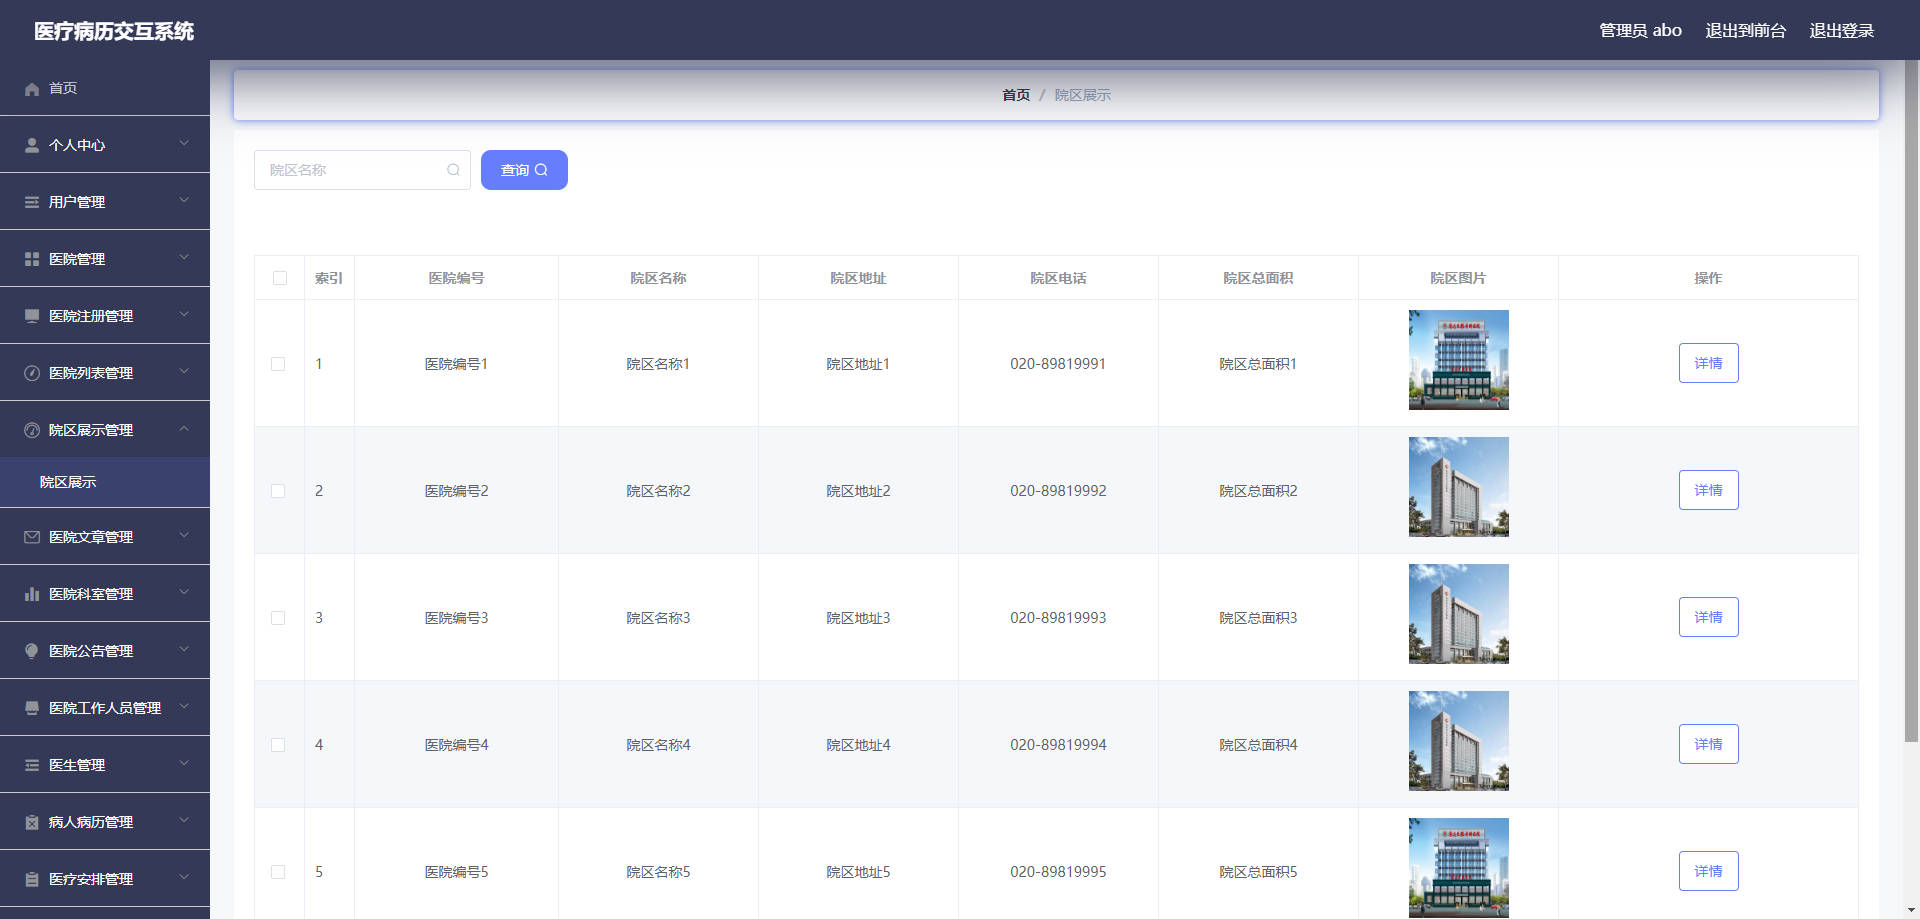 医疗病历交互系统
管理员 abo 退出到前台 退出登录
首页
个人中心
用户管理
医院管理
医院注册管理
医院列表管理
院区展示管理
院区展示
医院文章管理
医院科室管理
医院公告管理
医院工作人员管理
医生管理
病人病历管理
医疗安排管理
首页 / 院区展示
院区名称 查询
索引 医院编号 院区名称 院区地址 院区电话 院区总面积 院区图片 操作
1 医院编号1 院区名称1 院区地址1 020-89819991 院区总面积1 详情
2 医院编号2 院区名称2 院区地址2 020-89819992 院区总面积2 详情
3 医院编号3 院区名称3 院区地址3 020-89819993 院区总面积3 详情
4 医院编号4 院区名称4 院区地址4 020-89819994 院区总面积4 详情
5 医院编号5 院区名称5 院区地址5 020-89819995 院区总面积5 详情